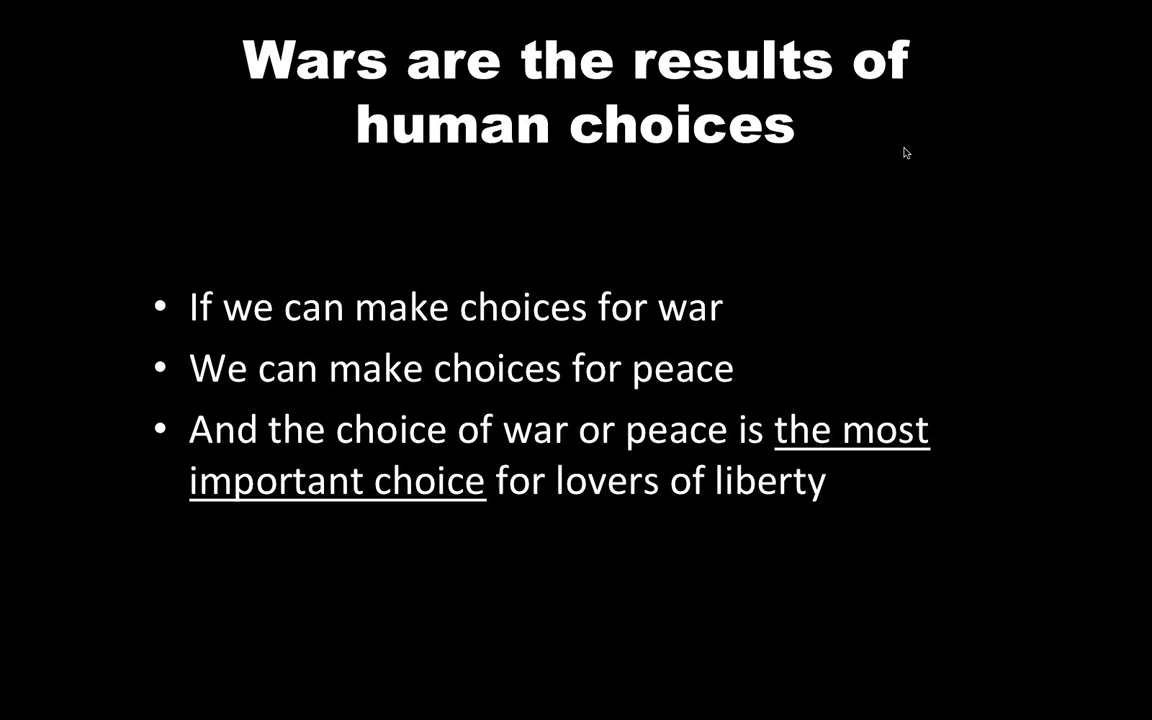 Wars are the results of
human choices
• If we can make choices for war
• We can make choices for peace
• And the choice of war or peace is the most
important choice for lovers of liberty